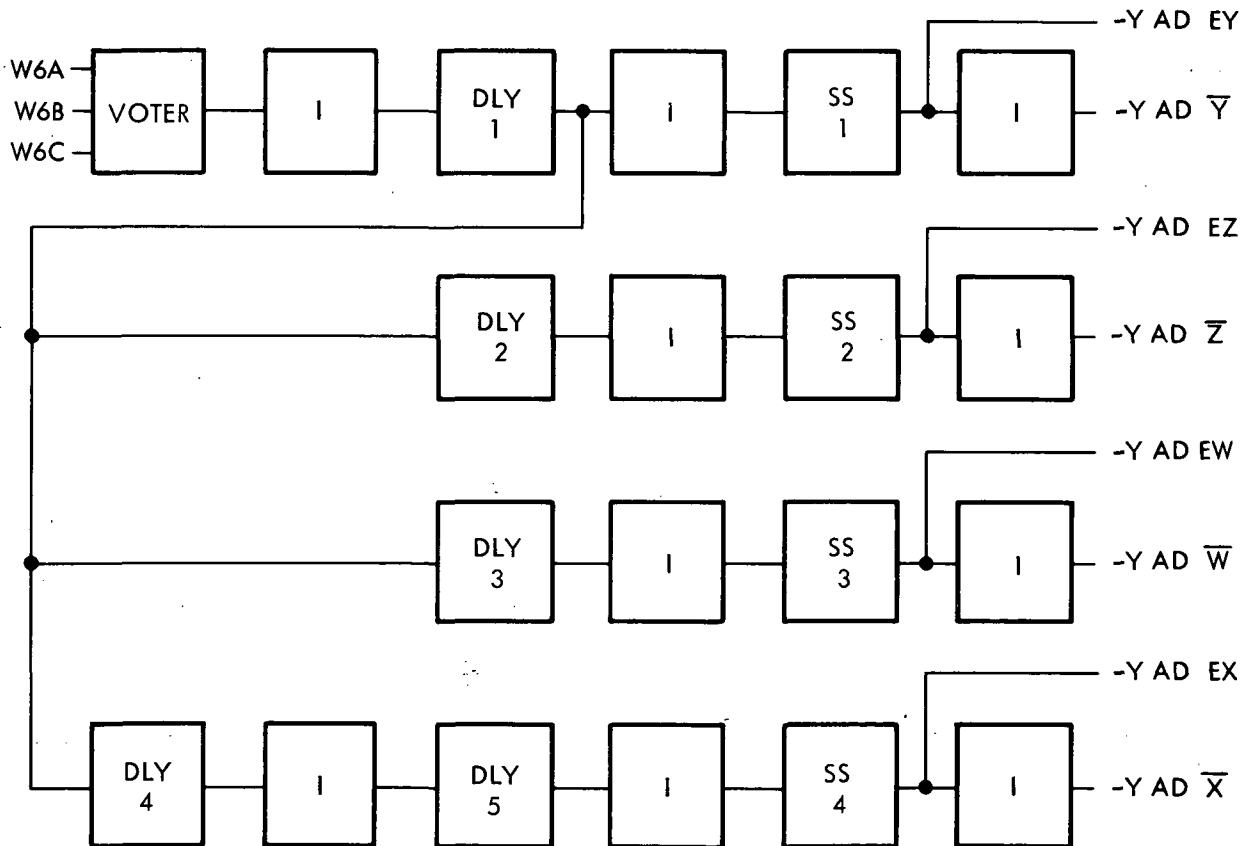 -Y AD EY
W6A
W6B
W6C
VOTER
I
DLY
1
I
SS
1
I
-Y AD Y̅
-Y AD EZ
DLY
2
I
SS
2
I
-Y AD Z̅
-Y AD EW
DLY
3
I
SS
3
I
-Y AD W̅
-Y AD EX
DLY
4
I
DLY
5
I
SS
4
I
-Y AD X̅